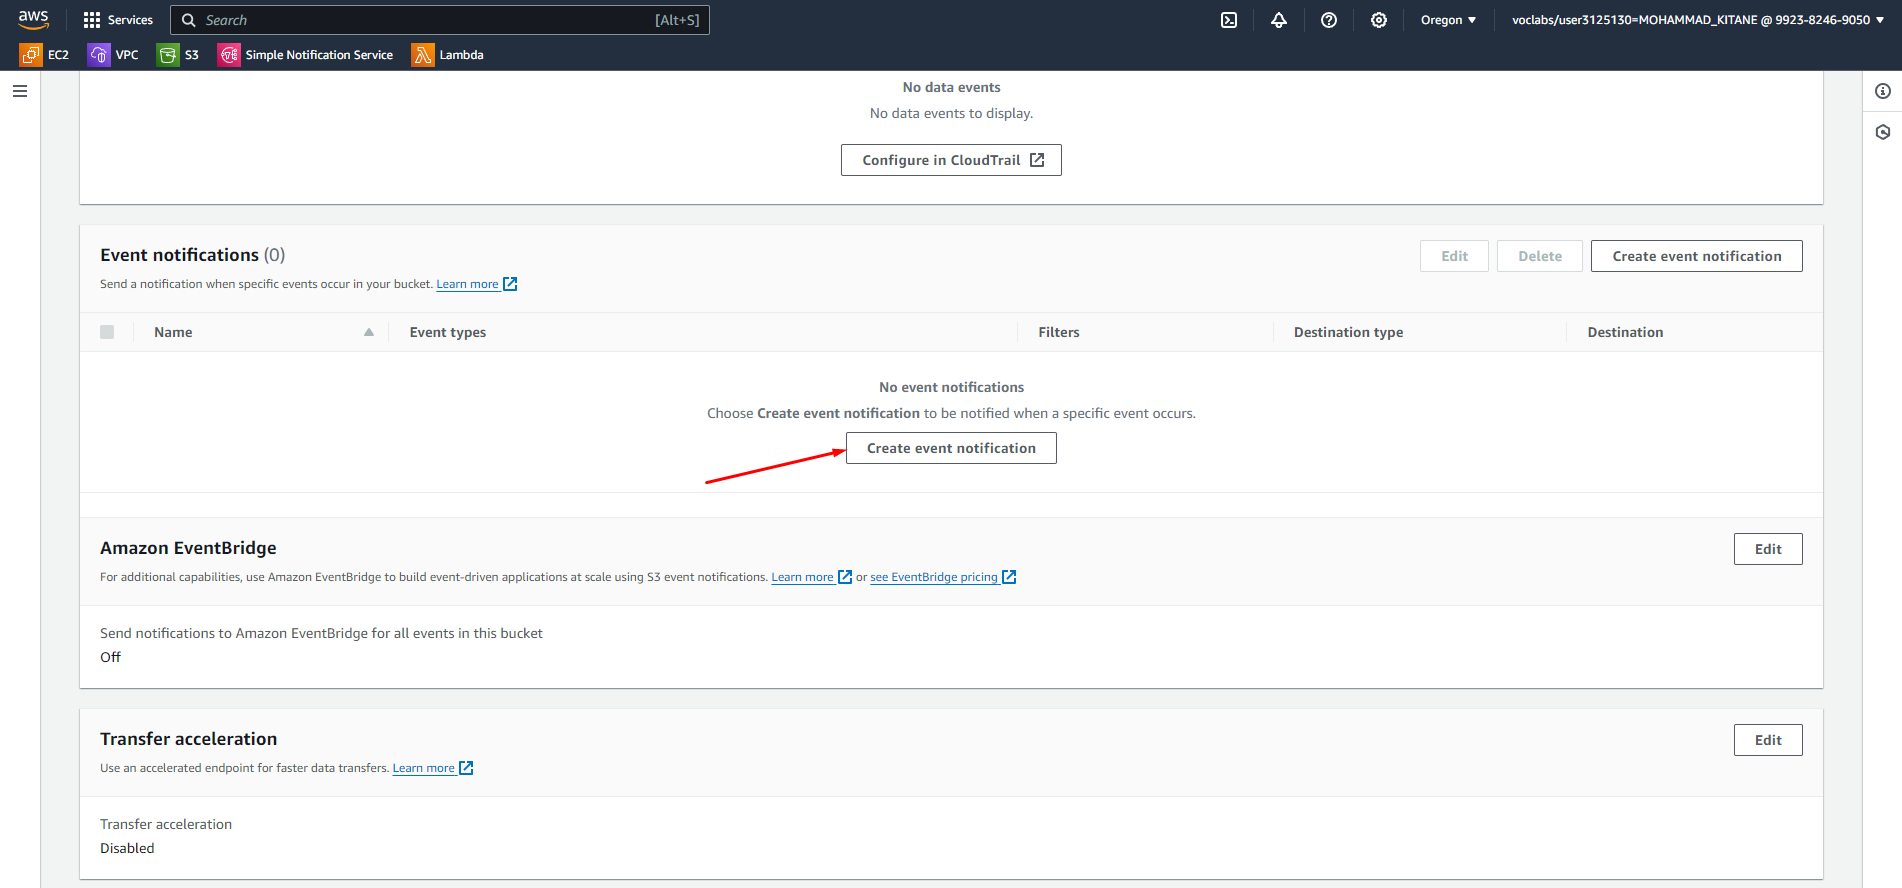 aws Services Search [Alt+S] Oregon ▼ voclabs/user3125130=MOHAMMAD_KITANE @ 9923-8246-9050 ▼
EC2 VPC S3 Simple Notification Service Lambda
No data events
No data events to display.
Configure in CloudTrail
Event notifications (0) Edit Delete Create event notification
Send a notification when specific events occur in your bucket. Learn more
Name Event types Filters Destination type Destination
No event notifications
Choose Create event notification to be notified when a specific event occurs.
Create event notification
Amazon EventBridge Edit
For additional capabilities, use Amazon EventBridge to build event-driven applications at scale using S3 event notifications. Learn more or see EventBridge pricing
Send notifications to Amazon EventBridge for all events in this bucket
Off
Transfer acceleration Edit
Use an accelerated endpoint for faster data transfers. Learn more
Transfer acceleration
Disabled